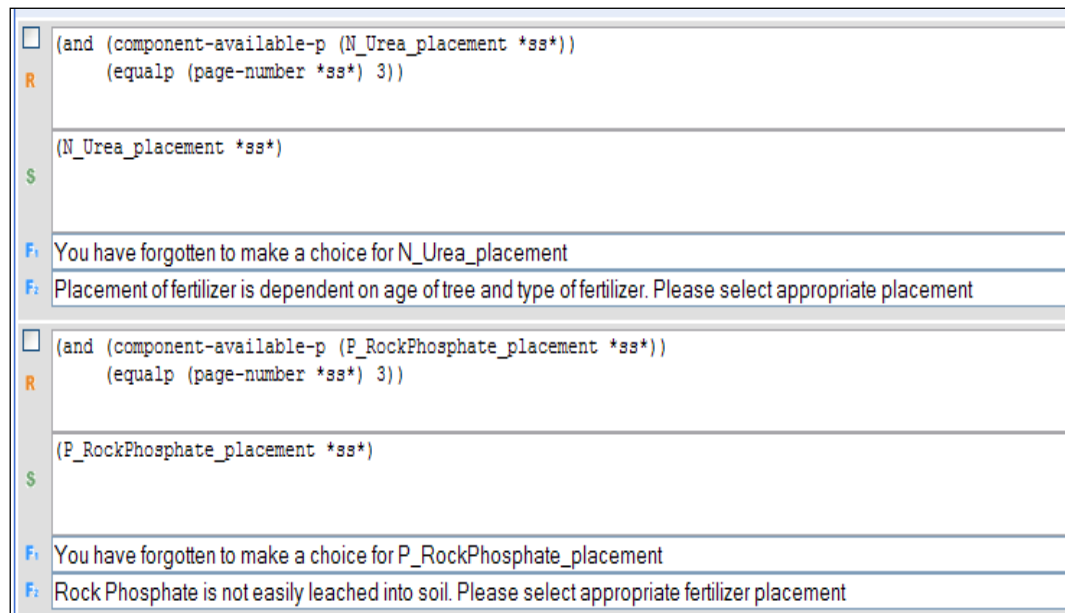 (and (component-available-p (N_Urea_placement *ss*))
(equalp (page-number *ss*) 3))
R
(N_Urea_placement *ss*)
S
F1 You have forgotten to make a choice for N_Urea_placement
F2 Placement of fertilizer is dependent on age of tree and type of fertilizer. Please select appropriate placement
(and (component-available-p (P_RockPhosphate_placement *ss*))
(equalp (page-number *ss*) 3))
R
(P_RockPhosphate_placement *ss*)
S
F1 You have forgotten to make a choice for P_RockPhosphate_placement
F2 Rock Phosphate is not easily leached into soil. Please select appropriate fertilizer placement